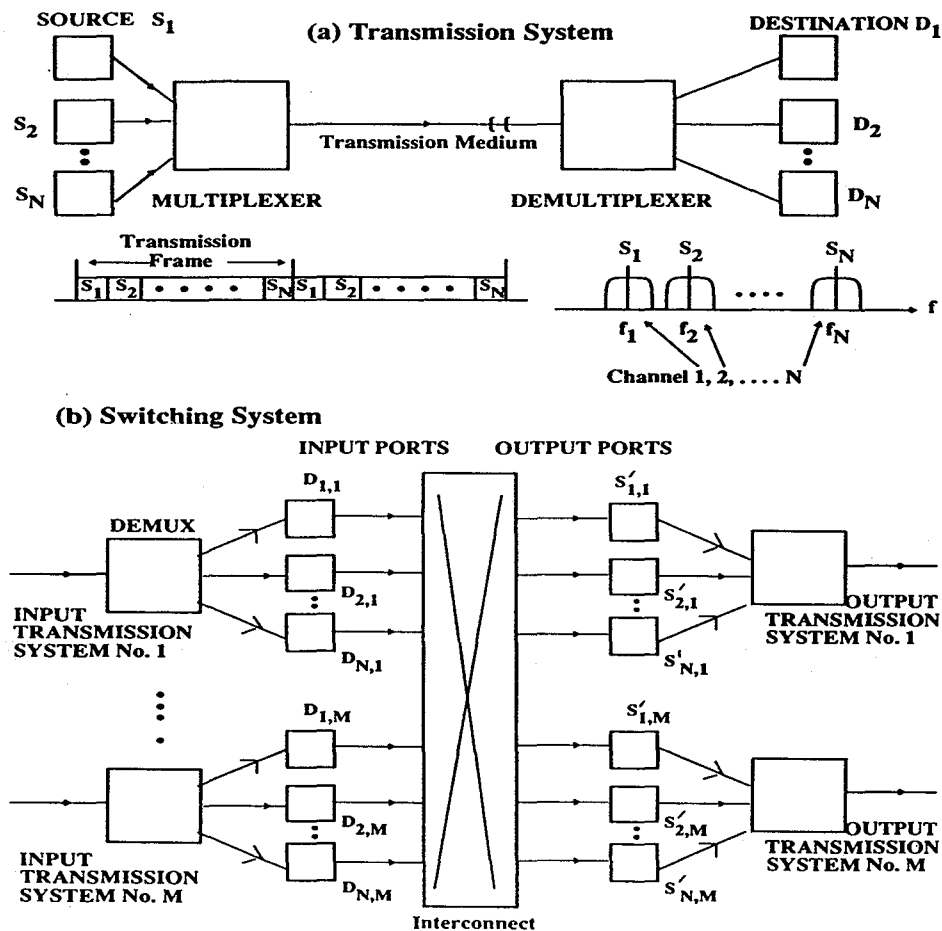 SOURCE S1
(a) Transmission System
DESTINATION D1
S2
SN
MULTIPLEXER
Transmission Medium
DEMULTIPLEXER
D2
DN
Transmission
Frame
S1 S2 • • • • SN S1 S2 • • • • SN
S1 S2 SN
• • • •
f
f1 f2 fN
Channel 1, 2, . . . . N
(b) Switching System
INPUT PORTS
OUTPUT PORTS
DEMUX
D1,1
D2,1
DN,1
S'1,1
S'2,1
S'N,1
INPUT
TRANSMISSION
SYSTEM No. 1
OUTPUT
TRANSMISSION
SYSTEM No. 1
D1,M
D2,M
DN,M
S'1,M
S'2,M
S'N,M
INPUT
TRANSMISSION
SYSTEM No. M
OUTPUT
TRANSMISSION
SYSTEM No. M
Interconnect